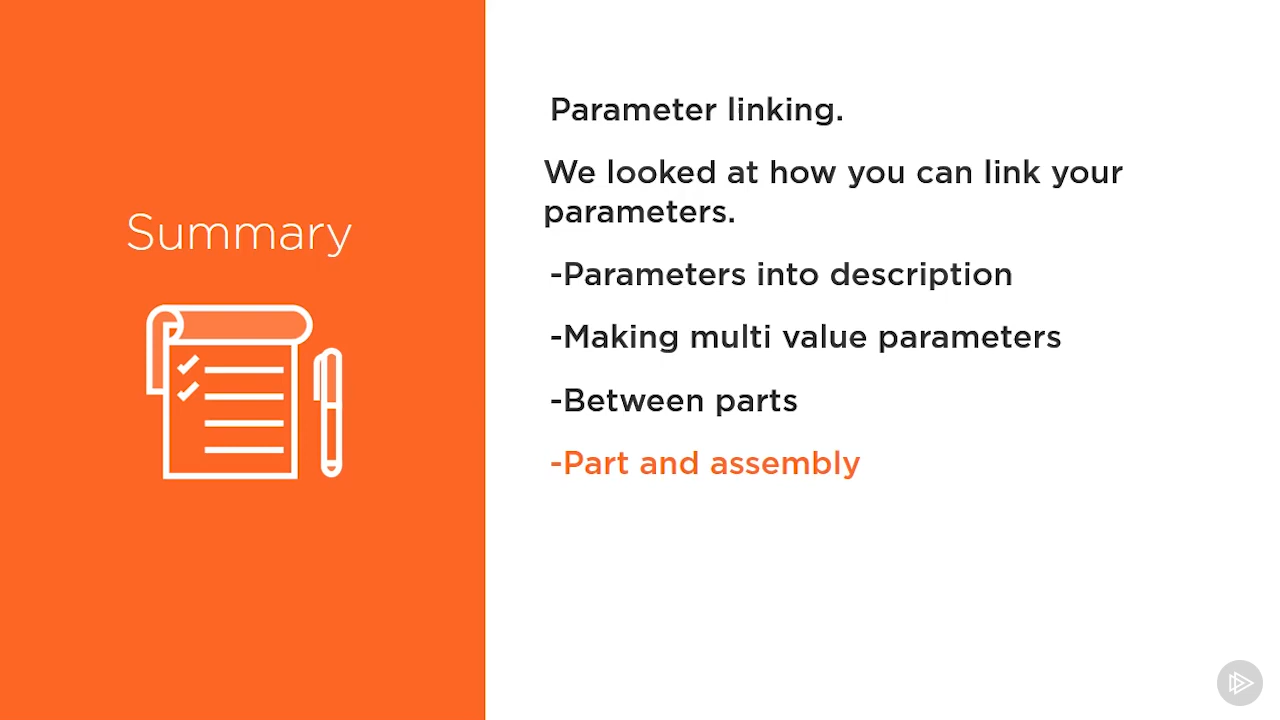 Summary
Parameter linking.
We looked at how you can link your
parameters.
-Parameters into description
-Making multi value parameters
-Between parts
-Part and assembly